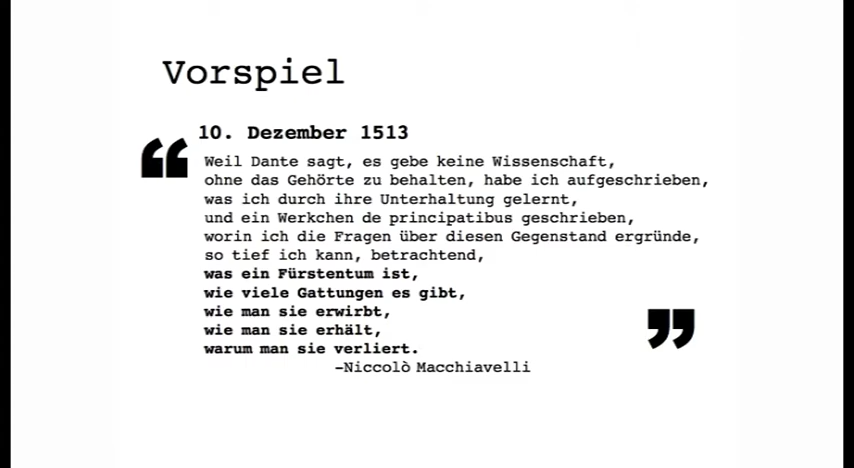 Vorspiel
10. Dezember 1513
“
Weil Dante sagt, es gebe keine Wissenschaft,
ohne das Gehörte zu behalten, habe ich aufgeschrieben,
was ich durch ihre Unterhaltung gelernt,
und ein Werkchen de principatibus geschrieben,
worin ich die Fragen über diesen Gegenstand ergründe,
so tief ich kann, betrachtend,
was ein Fürstentum ist,
wie viele Gattungen es gibt,
wie man sie erwirbt,
wie man sie erhält,
warum man sie verliert.
”
–Niccolò Macchiavelli